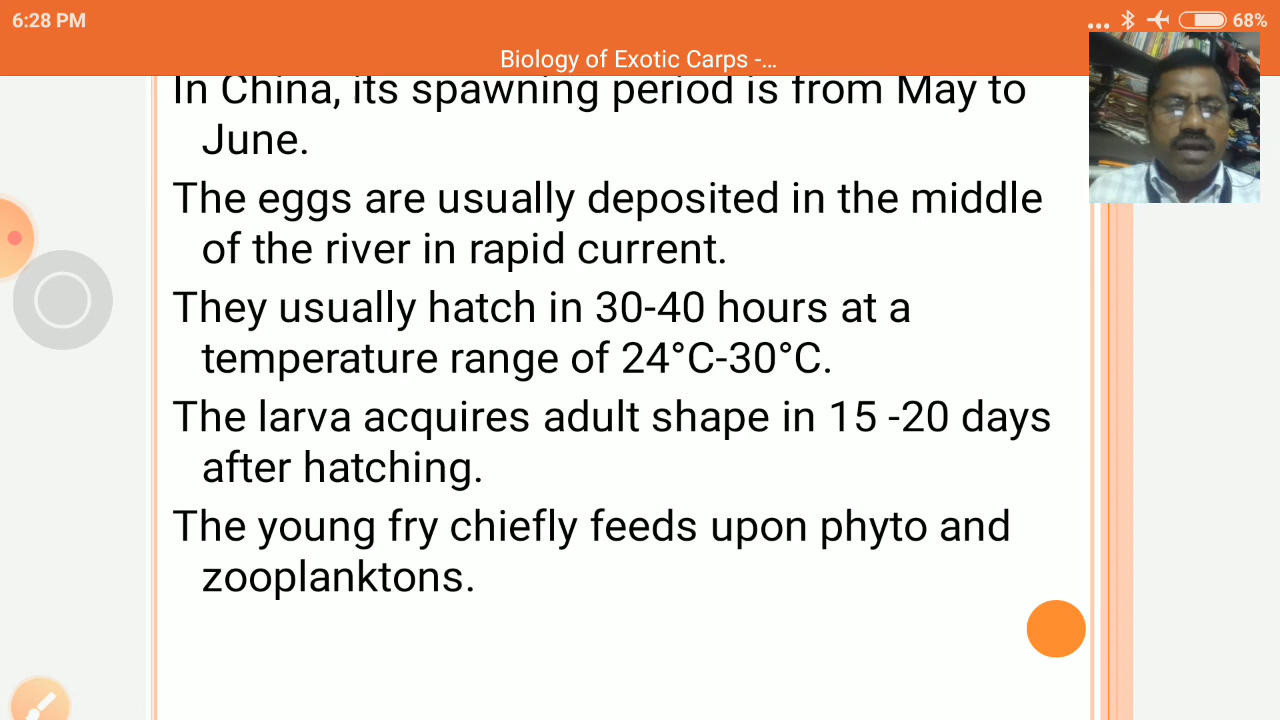 6:28 PM
68%
Biology of Exotic Carps -...
In China, its spawning period is from May to
June.
The eggs are usually deposited in the middle
of the river in rapid current.
They usually hatch in 30-40 hours at a
temperature range of 24°C-30°C.
The larva acquires adult shape in 15 -20 days
after hatching.
The young fry chiefly feeds upon phyto and
zooplanktons.